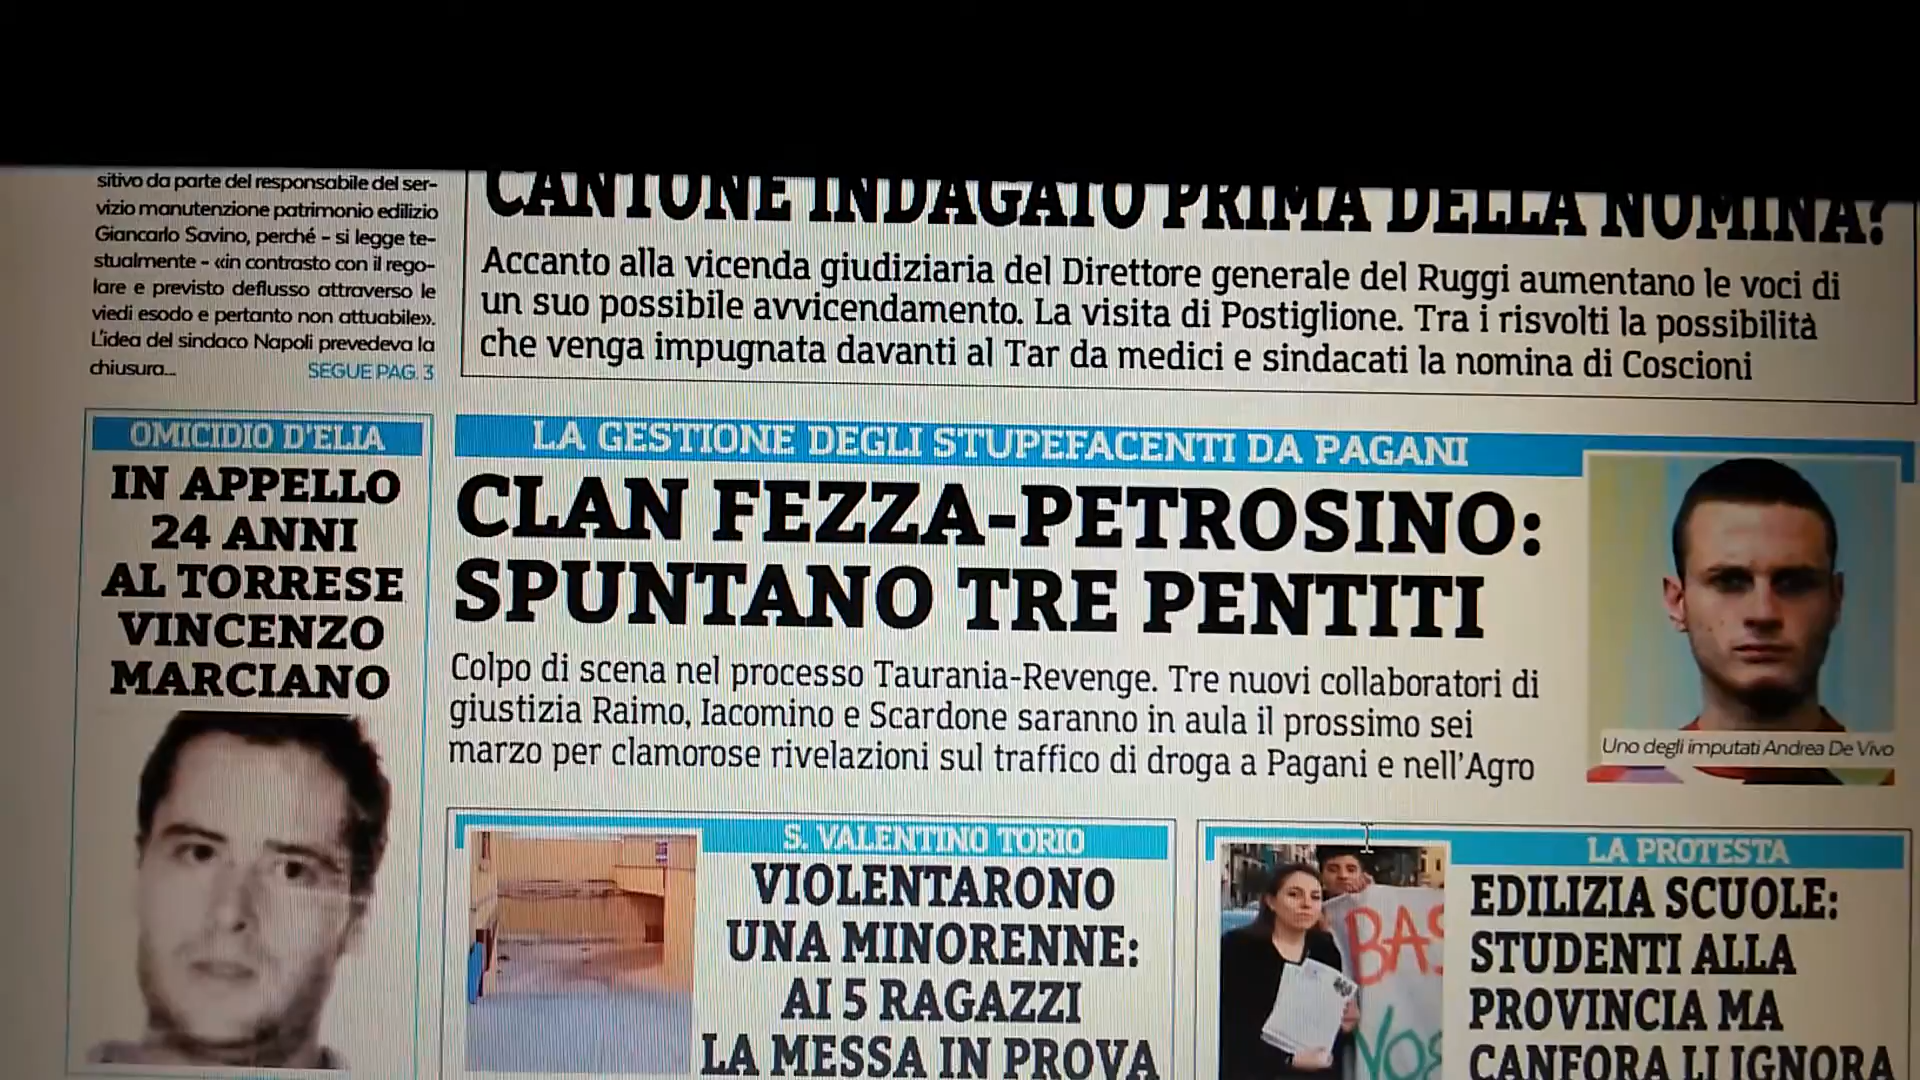 sitivo da parte del responsabile del ser-
vizio manutenzione patrimonio edilizio
Giancarlo Savino, perché - si legge te-
stualmente - «in contrasto con il rego-
lare e previsto deflusso attraverso le
vie di esodo e pertanto non attuabile».
L'idea del sindaco Napoli prevedeva la
chiusura...
SEGUE PAG. 3
CANTONE INDAGATO PRIMA DELLA NOMINA?
Accanto alla vicenda giudiziaria del Direttore generale del Ruggi aumentano le voci di
un suo possibile avvicendamento. La visita di Postiglione. Tra i risvolti la possibilità
che venga impugnata davanti al Tar da medici e sindacati la nomina di Coscioni
OMICIDIO D'ELIA
IN APPELLO
24 ANNI
AL TORRESE
VINCENZO
MARCIANO
LA GESTIONE DEGLI STUPEFACENTI DA PAGANI
CLAN FEZZA-PETROSINO:
SPUNTANO TRE PENTITI
Colpo di scena nel processo Taurania-Revenge. Tre nuovi collaboratori di
giustizia Raimo, Iacomino e Scardone saranno in aula il prossimo sei
marzo per clamorose rivelazioni sul traffico di droga a Pagani e nell'Agro
Uno degli imputati Andrea De Vivo
S. VALENTINO TORIO
VIOLENTARONO
UNA MINORENNE:
AI 5 RAGAZZI
LA MESSA IN PROVA
LA PROTESTA
EDILIZIA SCUOLE:
STUDENTI ALLA
PROVINCIA MA
CANFORA LI IGNORA
BAS
VOS